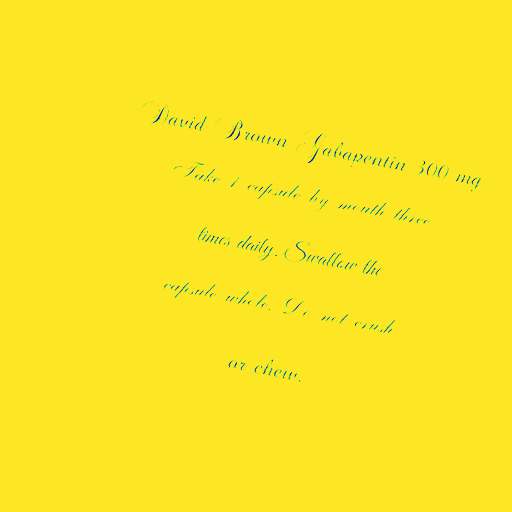 David Brown Gabapentin 300 mg
Take 1 capsule by mouth three
times daily. Swallow the
capsule whole. Do not crush
or chew.